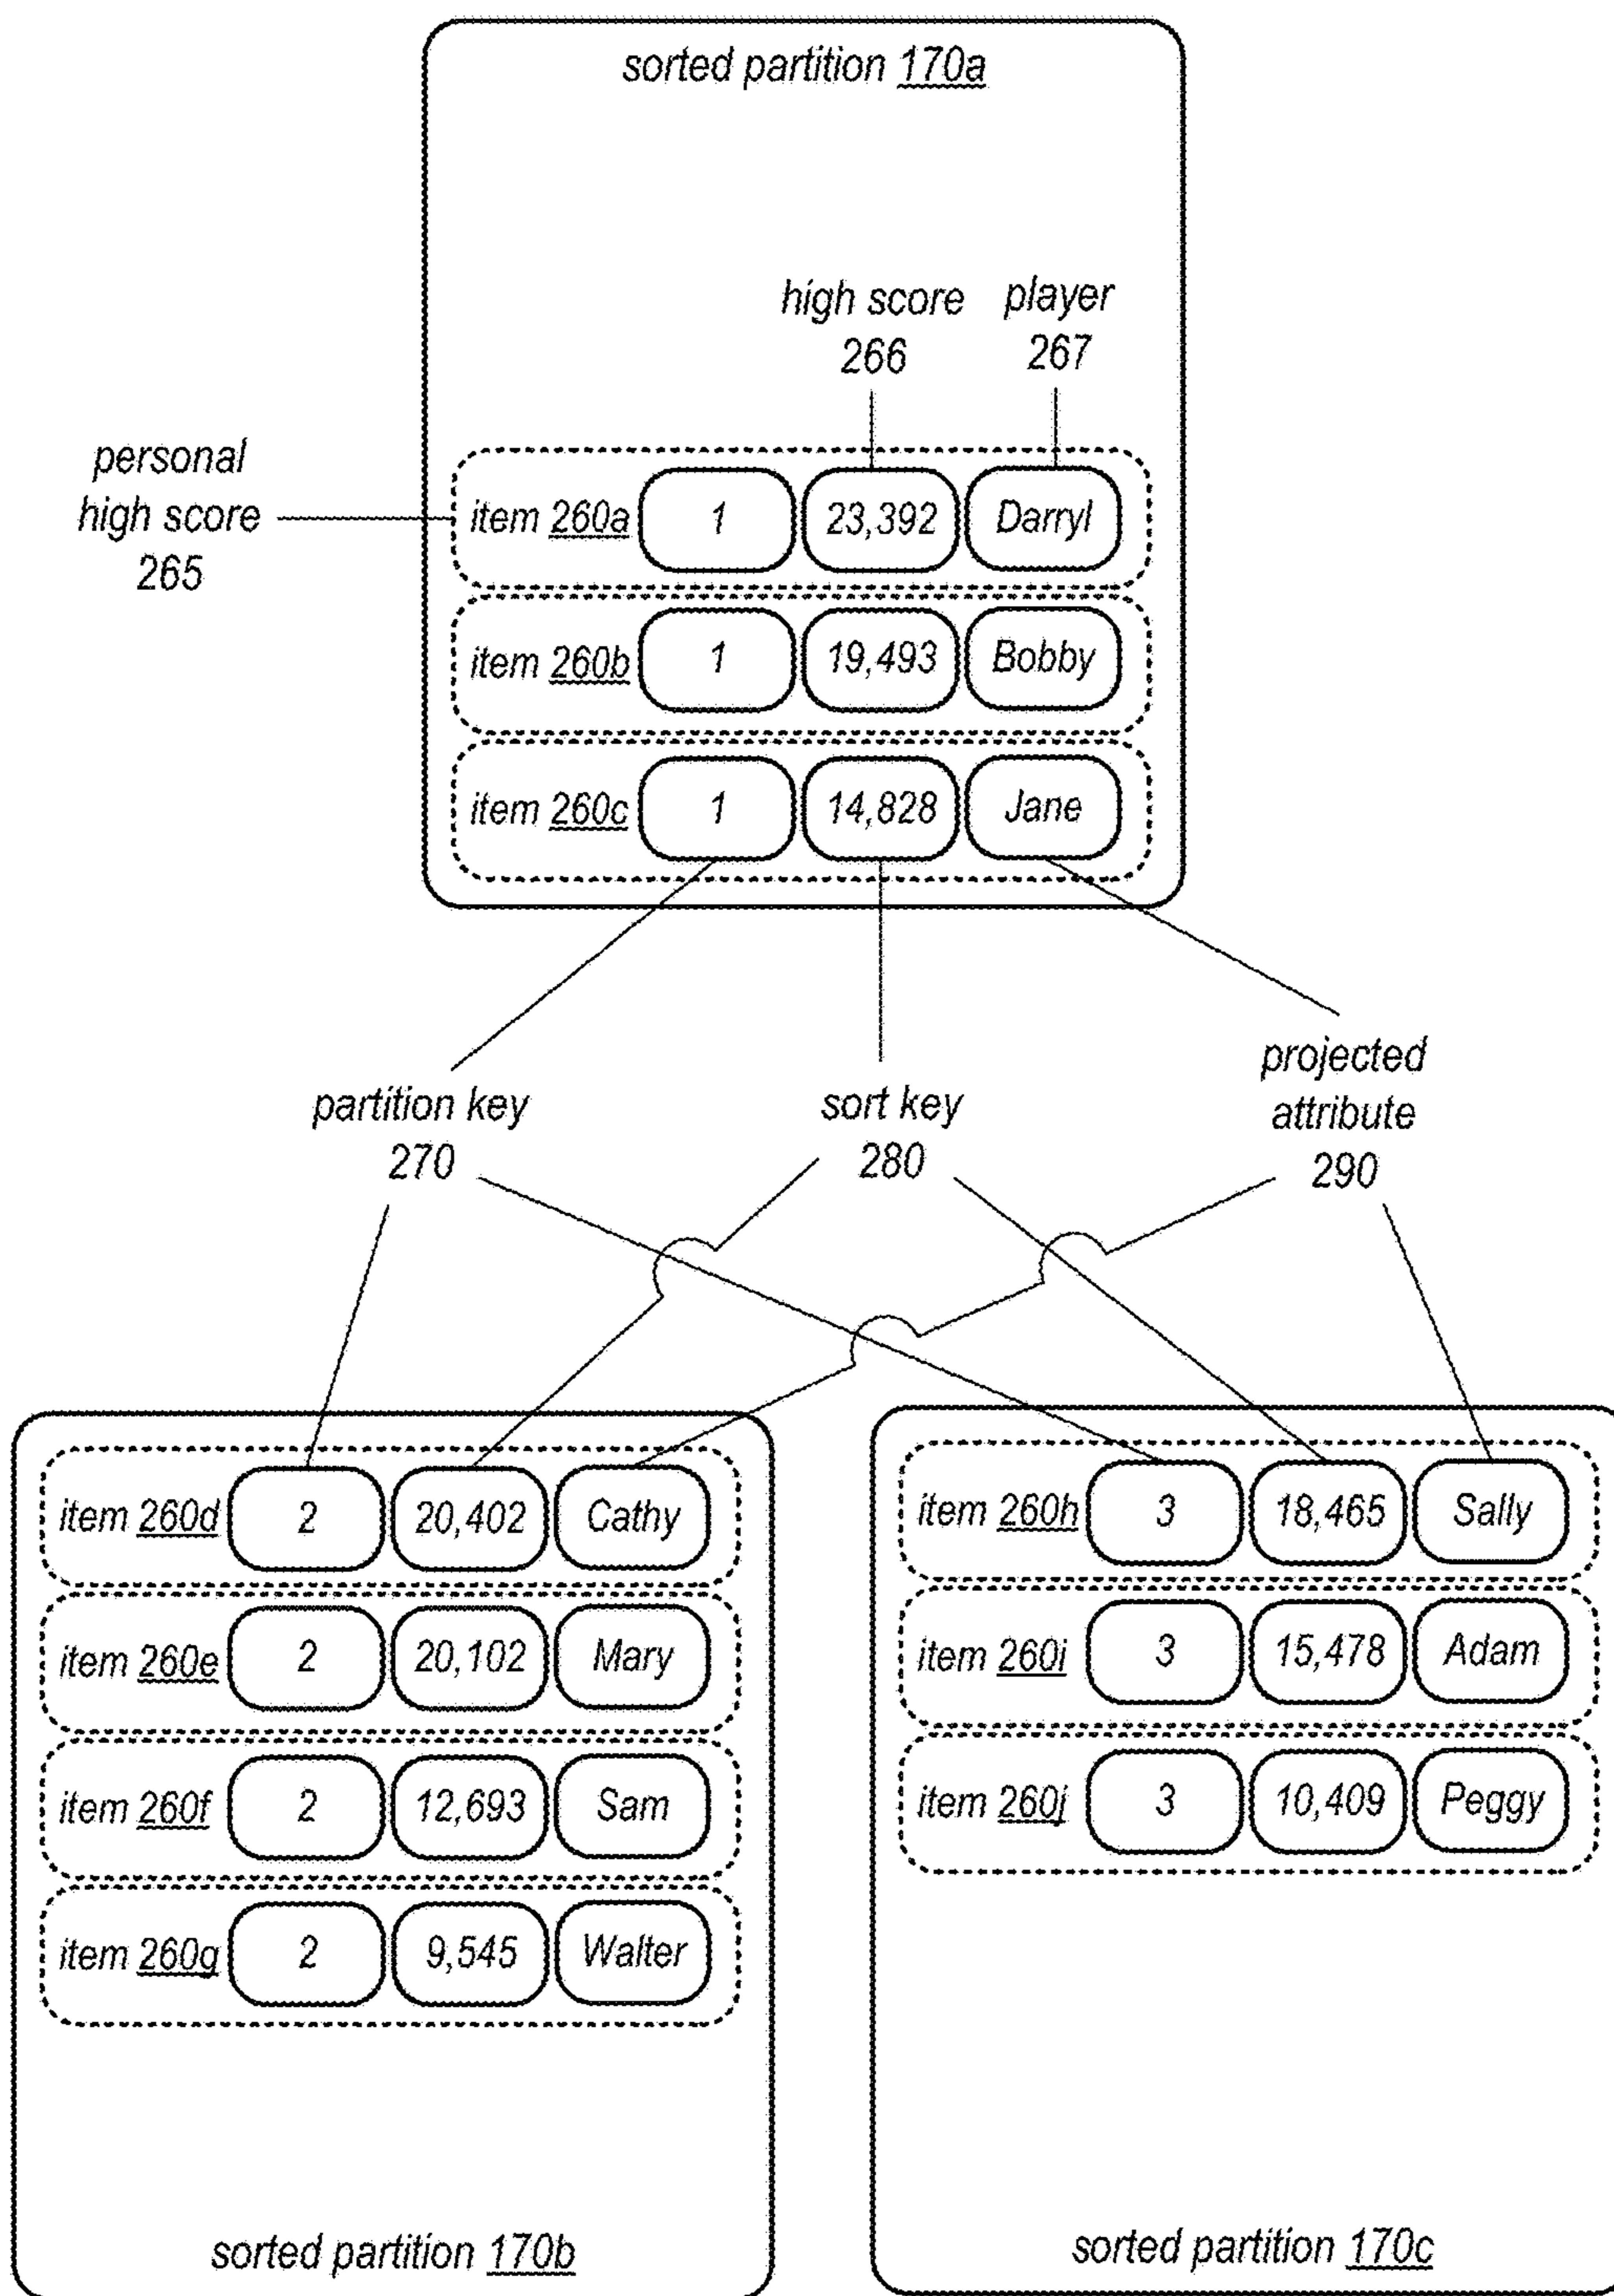 sorted partition 170a
high score
266
player
267
personal
high score
265
item 260a 1 23,392 Darryl
item 260b 1 19,493 Bobby
item 260c 1 14,828 Jane
partition key
270
sort key
280
projected
attribute
290
item 260d 2 20,402 Cathy
item 260e 2 20,102 Mary
item 260f 2 12,693 Sam
item 260g 2 9,545 Walter
sorted partition 170b
item 260h 3 18,465 Sally
item 260i 3 15,478 Adam
item 260j 3 10,409 Peggy
sorted partition 170c